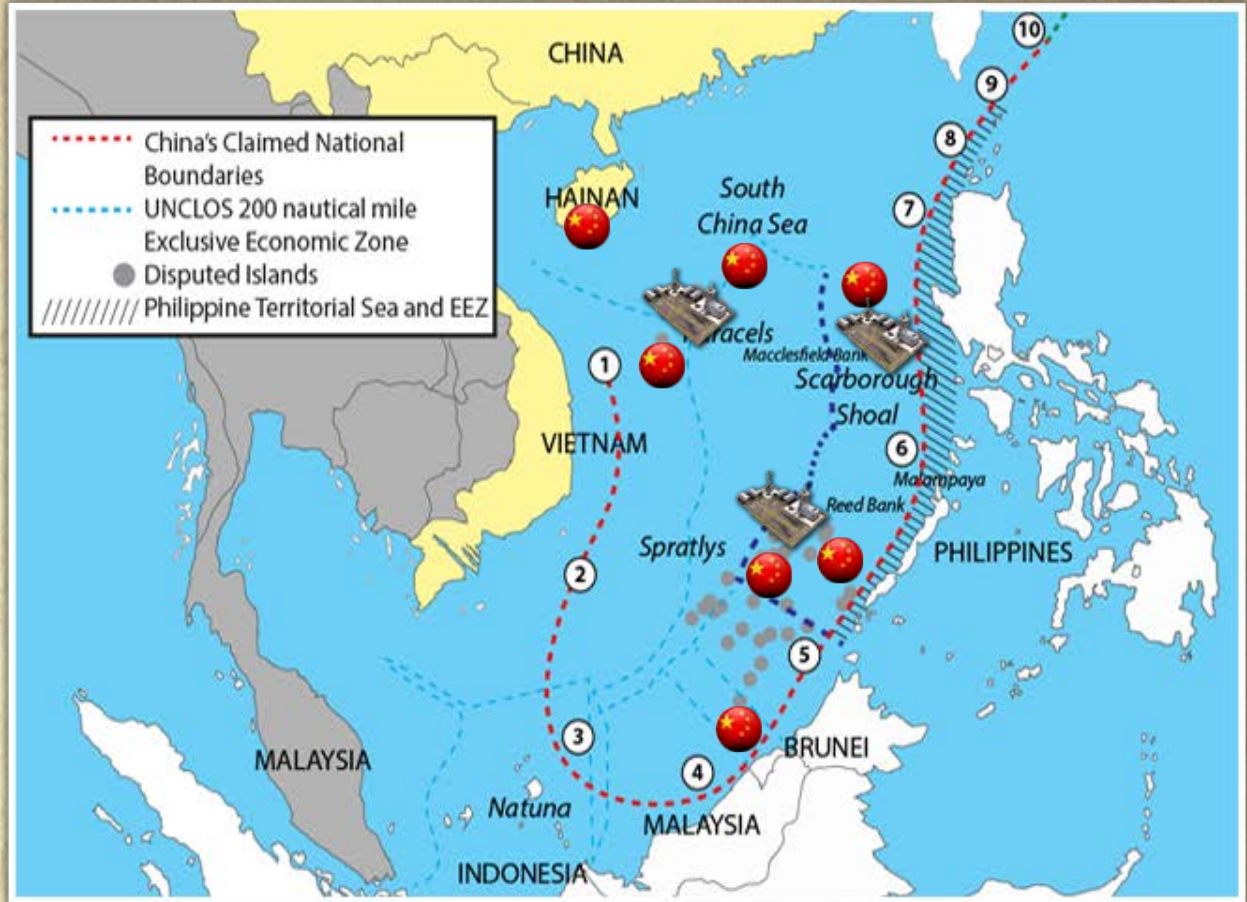 10
CHINA
9
China's Claimed National
Boundaries
UNCLOS 200 nautical mile
Exclusive Economic Zone
Disputed Islands
Philippine Territorial Sea and EEZ
8
HAINAN
South
China Sea
7
racels
Macclesfield Bank
1
Scarborough
Shoal
VIETNAM
6
Malampaya
Reed Bank
Spratlys
PHILIPPINES
2
5
3
BRUNEI
MALAYSIA
4
Natuna
MALAYSIA
INDONESIA